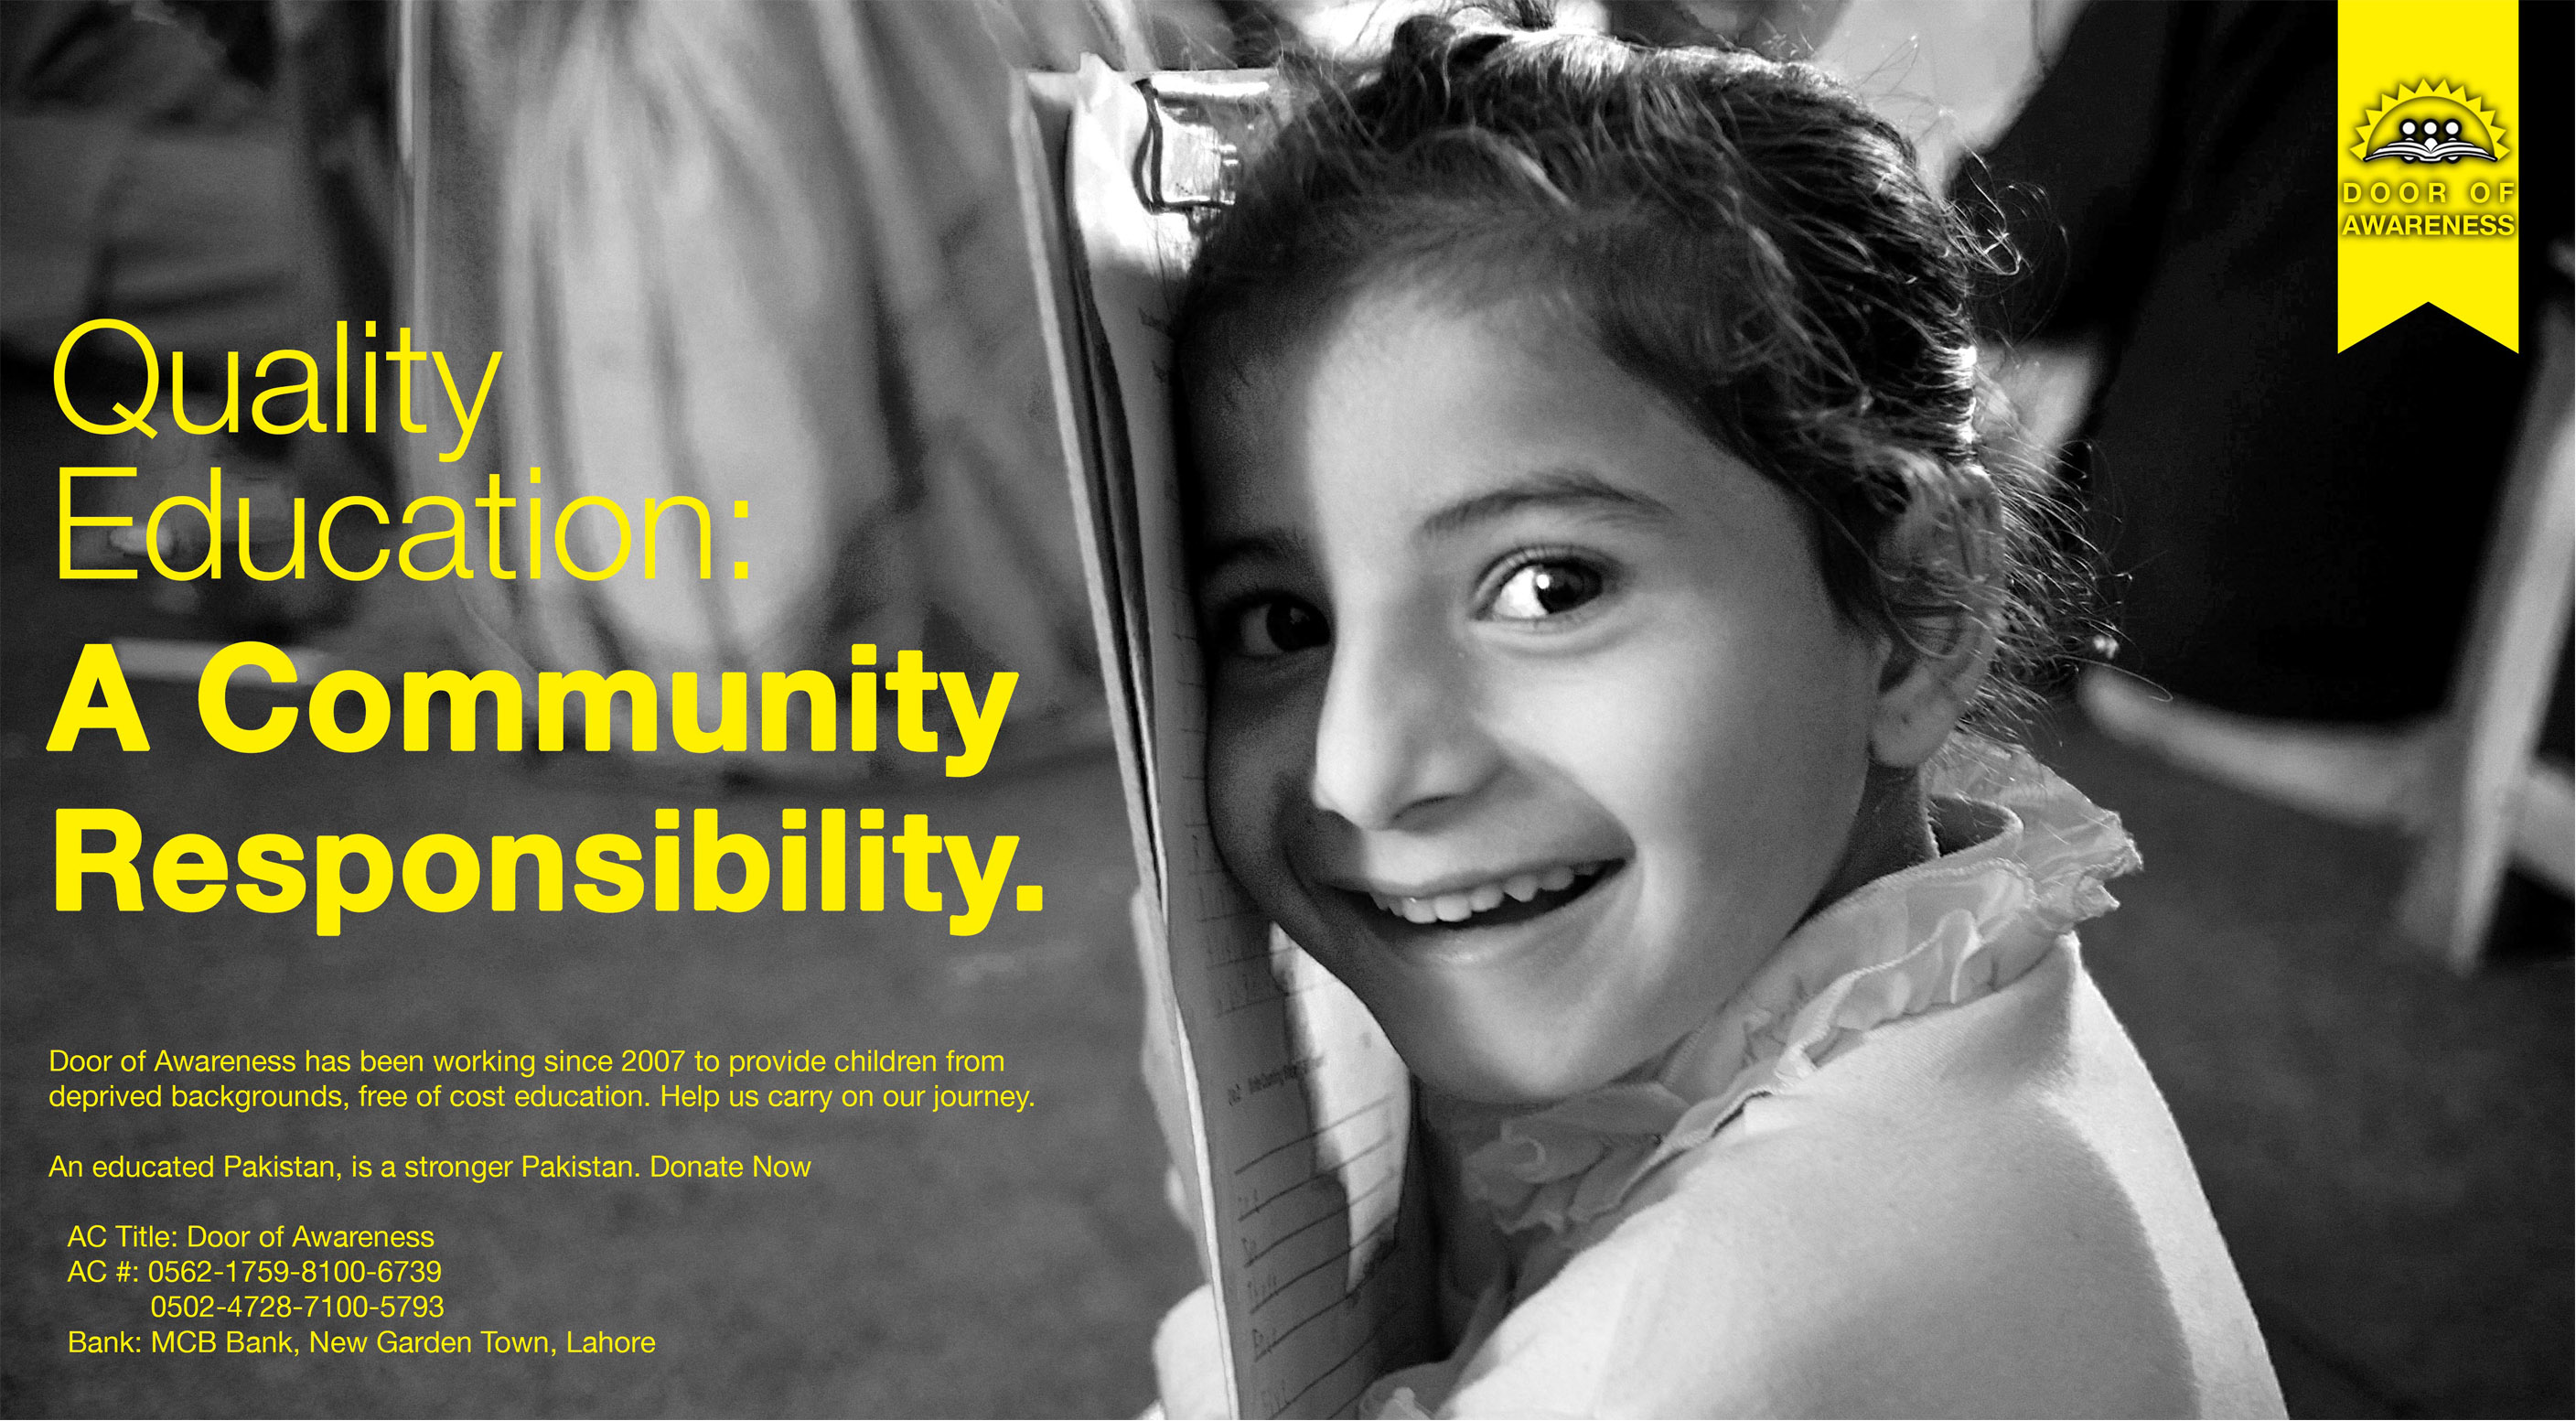 DOOR OF
AWARENESS
Quality
Education:
A Community
Responsibility.
Door of Awareness has been working since 2007 to provide children from
deprived backgrounds, free of cost education. Help us carry on our journey.
An educated Pakistan, is a stronger Pakistan. Donate Now
AC Title: Door of Awareness
AC #: 0562-1759-8100-6739
0502-4728-7100-5793
Bank: MCB Bank, New Garden Town, Lahore